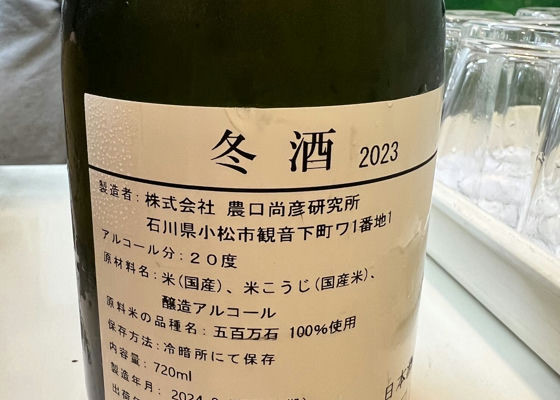 冬酒 2023
製造者：株式会社 農口尚彦研究所
石川県小松市観音下町ワ1番地1
アルコール分：20度
原材料名：米(国産)、米こうじ(国産米)、
醸造アルコール
原料米の品種名：五百万石 100%使用
保存方法：冷暗所にて保存
内容量：720ml
製造年月：2024
日本